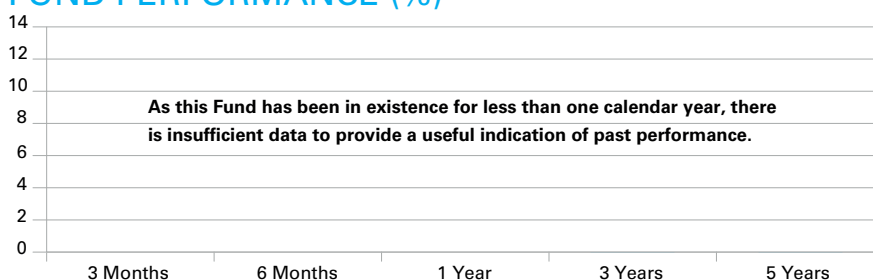 FUND PERFORMANCE (%)
14
12
10
8
6
4
2
0
As this Fund has been in existence for less than one calendar year, there
is insufficient data to provide a useful indication of past performance.
3 Months 6 Months 1 Year 3 Years 5 Years